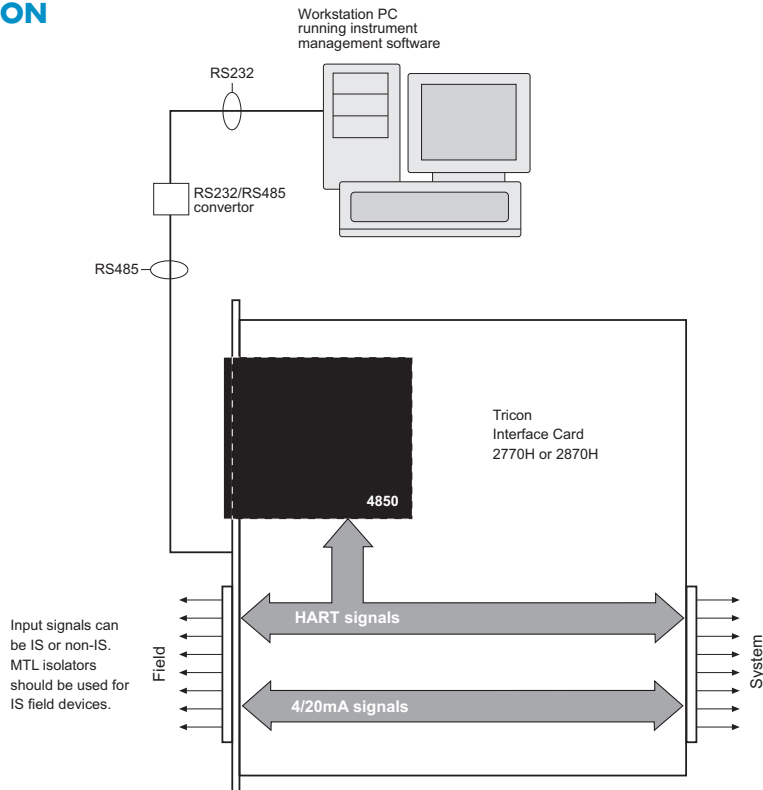 ON
Workstation PC
running instrument
management software
RS232
RS232/RS485
convertor
RS485
Tricon
Interface Card
2770H or 2870H
4850
HART signals
4/20mA signals
Input signals can
be IS or non-IS.
MTL isolators
should be used for
IS field devices.
Field
System